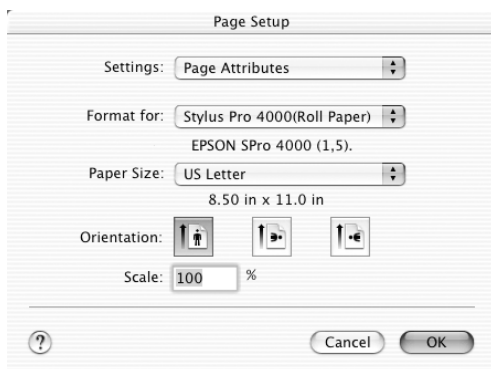 Page Setup
Settings: Page Attributes
Format for: Stylus Pro 4000(Roll Paper)
EPSON SPro 4000 (1,5).
Paper Size: US Letter
8.50 in x 11.0 in
Orientation:
Scale: 100 %
? Cancel OK